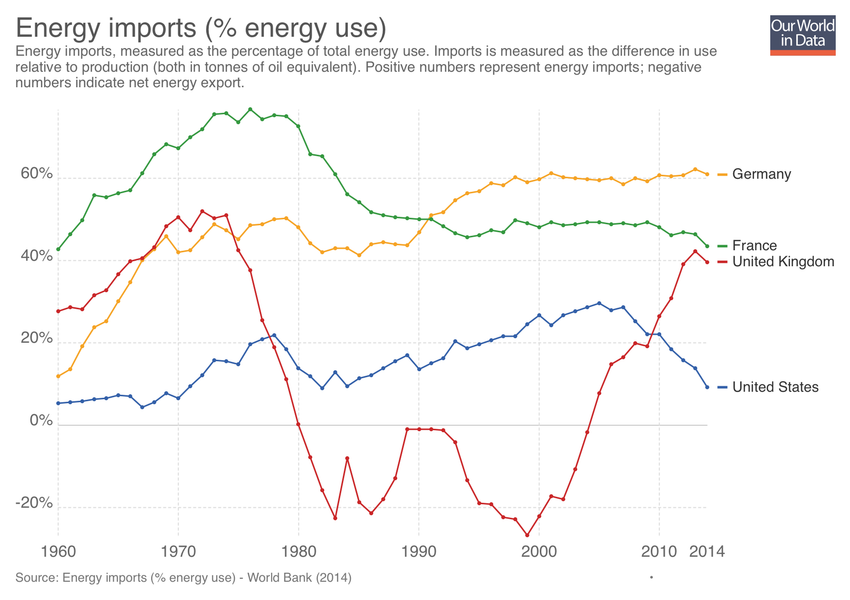 Energy imports (% energy use)
Our World
in Data
Energy imports, measured as the percentage of total energy use. Imports is measured as the difference in use
relative to production (both in tonnes of oil equivalent). Positive numbers represent energy imports; negative
numbers indicate net energy export.
60%
40%
20%
0%
-20%
Germany
France
United Kingdom
United States
1960
1970
1980
1990
2000
2010
2014
Source: Energy imports (% energy use) - World Bank (2014)